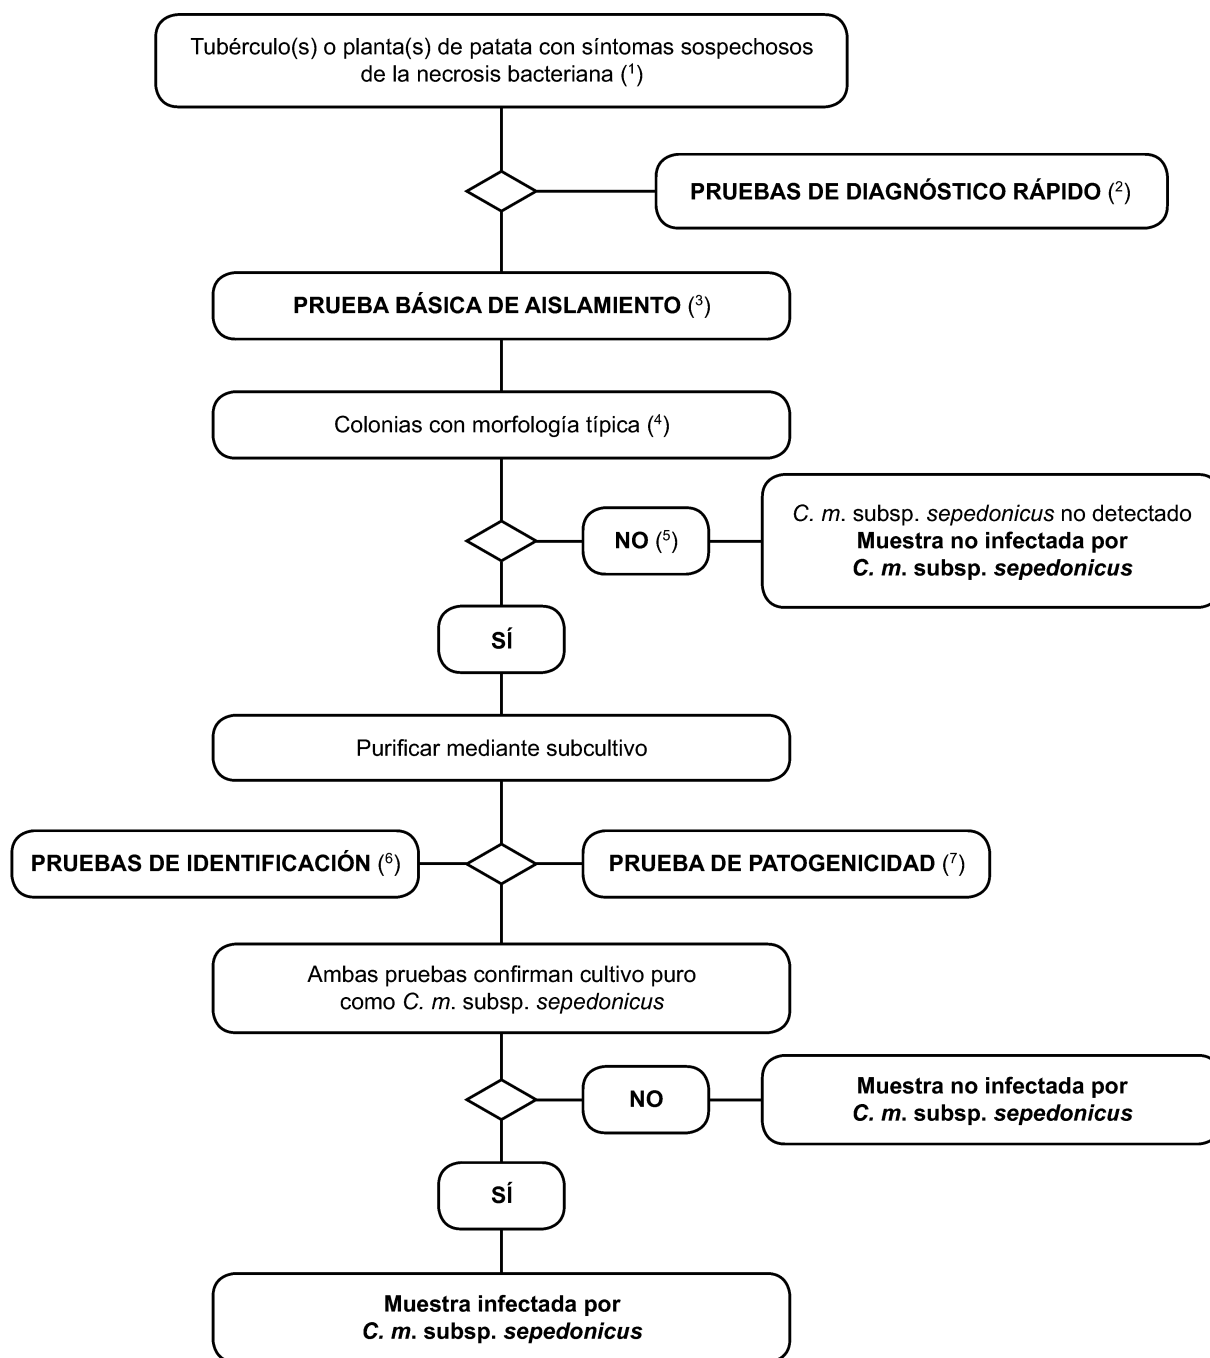 Tubérculo(s) o planta(s) de patata con síntomas sospechosos
de la necrosis bacteriana (¹)
PRUEBAS DE DIAGNÓSTICO RÁPIDO (²)
PRUEBA BÁSICA DE AISLAMIENTO (³)
Colonias con morfología típica (⁴)
NO (⁵)
C. m. subsp. sepedonicus no detectado
Muestra no infectada por
C. m. subsp. sepedonicus
SÍ
Purificar mediante subcultivo
PRUEBAS DE IDENTIFICACIÓN (⁶)
PRUEBA DE PATOGENICIDAD (⁷)
Ambas pruebas confirman cultivo puro
como C. m. subsp. sepedonicus
NO
Muestra no infectada por
C. m. subsp. sepedonicus
SÍ
Muestra infectada por
C. m. subsp. sepedonicus